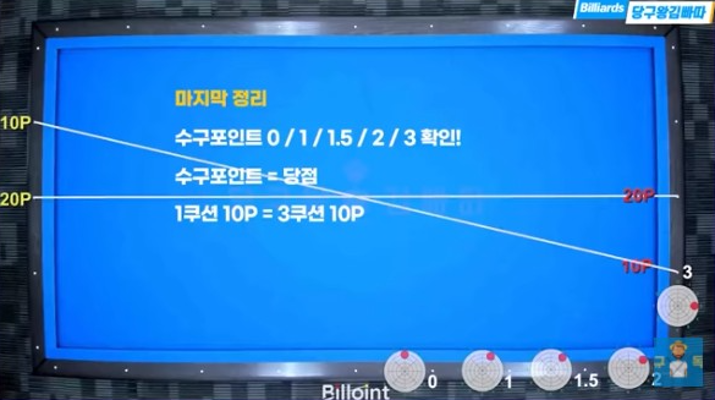 Billiards 당구왕김빠따
마지막 정리
10P
수구포인트 0 / 1 / 1.5 / 2 / 3 확인!
수구포인트 = 당점
20P
20P
1쿠션 10P = 3쿠션 10P
10P
3
0
1
1.5
2
Billoint